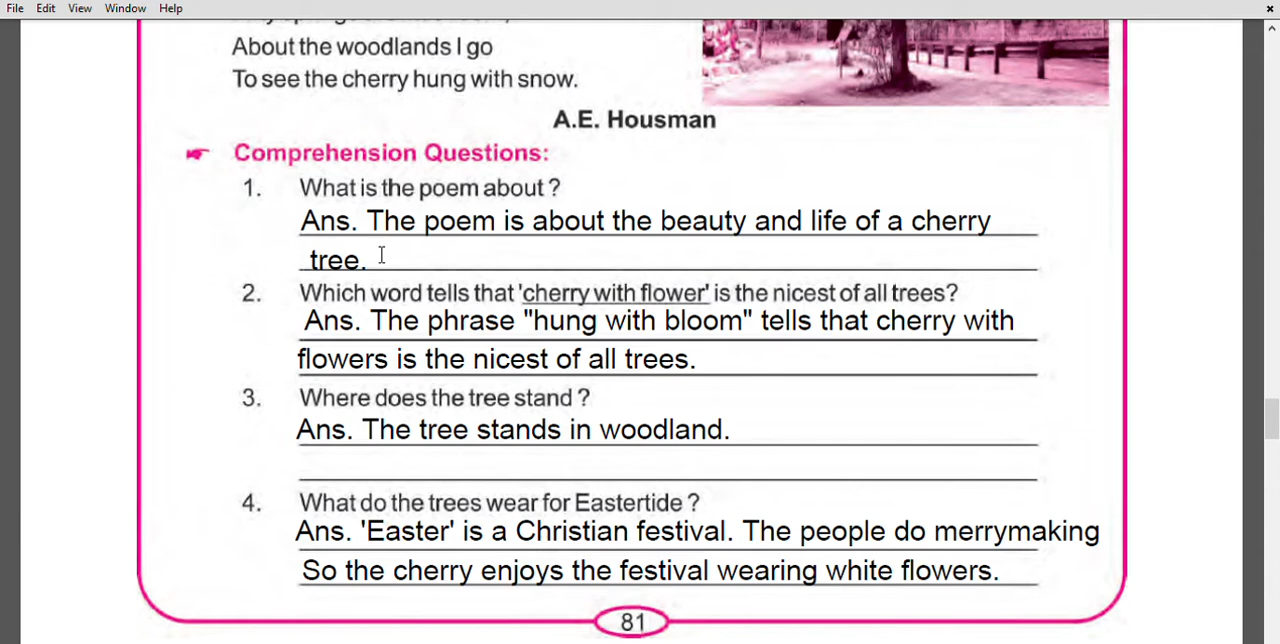 File Edit View Window Help
About the woodlands I go
To see the cherry hung with snow.
A.E. Housman
Comprehension Questions:
1. What is the poem about ?
Ans. The poem is about the beauty and life of a cherry
tree.
2. Which word tells that 'cherry with flower' is the nicest of all trees?
Ans. The phrase "hung with bloom" tells that cherry with
flowers is the nicest of all trees.
3. Where does the tree stand ?
Ans. The tree stands in woodland.
4. What do the trees wear for Eastertide ?
Ans. 'Easter' is a Christian festival. The people do merrymaking
So the cherry enjoys the festival wearing white flowers.
81